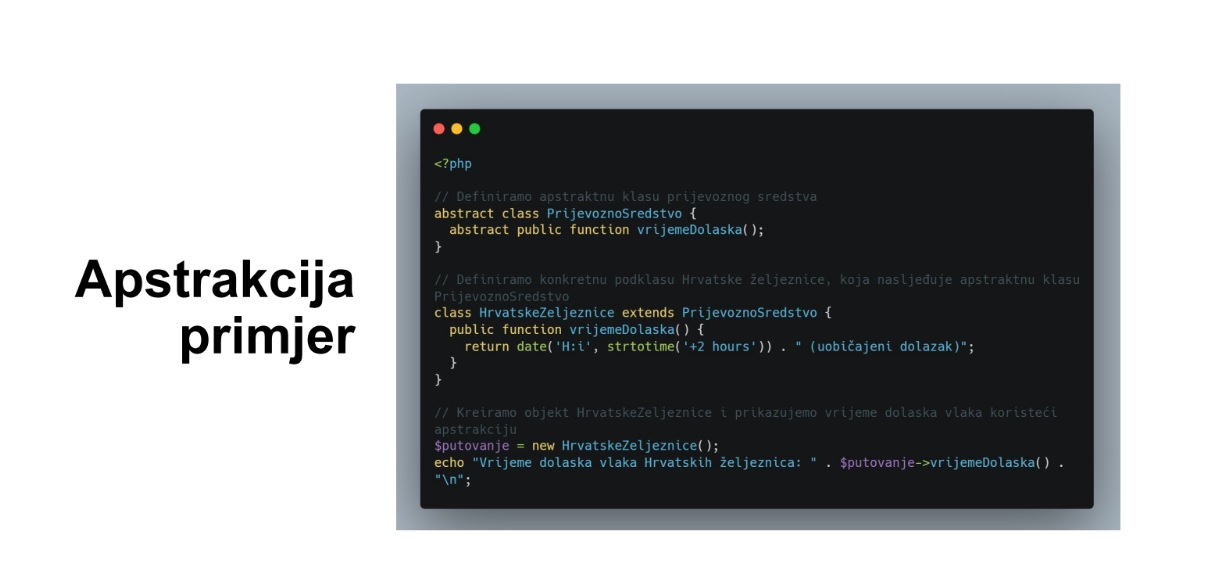 Apstrakcija
primjer
<?php
// Definiramo apstraktnu klasu prijevoznog sredstva
abstract class PrijevoznoSredstvo {
abstract public function vrijemeDolaska();
}
// Definiramo konkretnu podklasu Hrvatske željeznice, koja nasljeđuje apstraktnu klasu
PrijevoznoSredstvo
class HrvatskeZeljeznice extends PrijevoznoSredstvo {
public function vrijemeDolaska() {
return date('H:i', strtotime('+2 hours')) . " (uobičajeni dolazak)";
}
}
// Kreiramo objekt HrvatskeZeljeznice i prikazujemo vrijeme dolaska vlaka koristeći
apstrakciju
$putovanje = new HrvatskeZeljeznice();
echo "Vrijeme dolaska vlaka Hrvatskih željeznica: " . $putovanje->vrijemeDolaska() .
"\n";